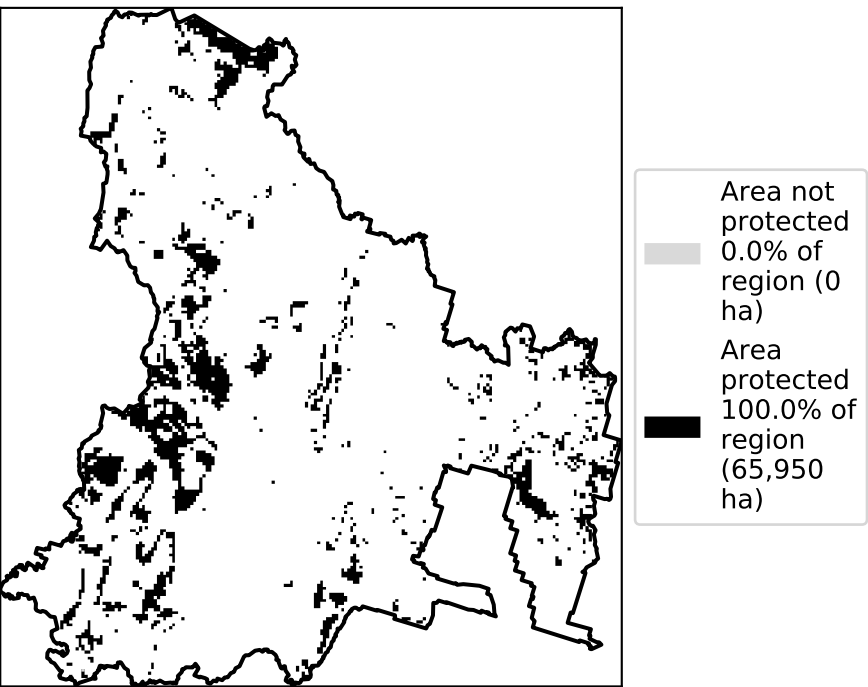 Area not
protected
0.0% of
region (0
ha)
Area
protected
100.0% of
region
(65,950
ha)